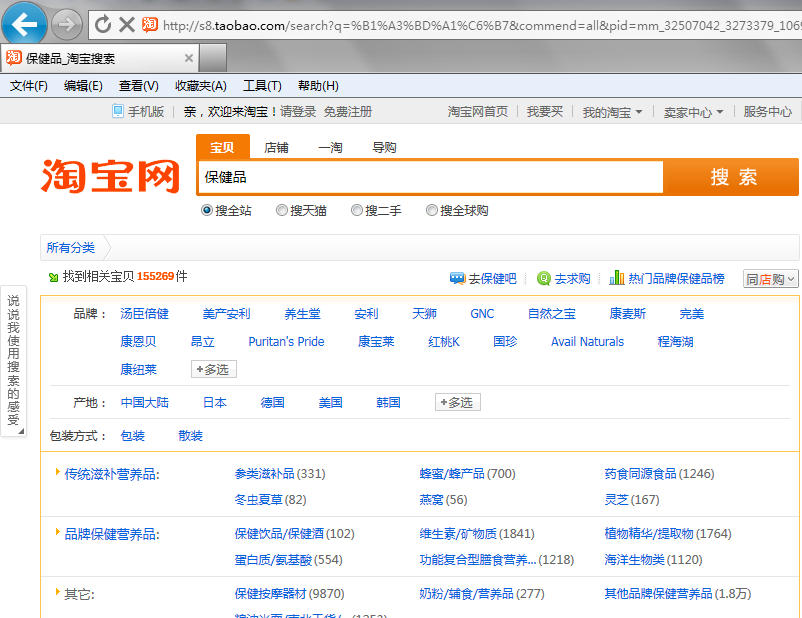 http://s8.taobao.com/search?q=%B1%A3%BD%A1%C6%B7&commend=all&pid=mm_32507042_3273379_1069
保健品_淘宝搜索
文件(F) 编辑(E) 查看(V) 收藏夹(A) 工具(T) 帮助(H)
手机版 亲，欢迎来淘宝！请登录 免费注册 淘宝网首页 我要买 我的淘宝 卖家中心 服务中心
宝贝 店铺 一淘 导购
淘宝网
保健品 搜 索
搜全站 搜天猫 搜二手 搜全球购
所有分类
找到相关宝贝 155269 件 去保健吧 去求购 热门品牌保健品榜 同店购
说说我使用搜索的感受
品牌： 汤臣倍健 美产安利 养生堂 安利 天狮 GNC 自然之宝 康麦斯 完美
康恩贝 昂立 Puritan's Pride 康宝莱 红桃K 国珍 Avail Naturals 程海湖
康纽莱 +多选
产地： 中国大陆 日本 德国 美国 韩国 +多选
包装方式： 包装 散装
传统滋补营养品: 参类滋补品(331) 蜂蜜/蜂产品(700) 药食同源食品(1246)
冬虫夏草(82) 燕窝(56) 灵芝(167)
品牌保健营养品: 保健饮品/保健酒(102) 维生素/矿物质(1841) 植物精华/提取物(1764)
蛋白质/氨基酸(554) 功能复合型膳食营养...(1218) 海洋生物类(1120)
其它: 保健按摩器材(9870) 奶粉/辅食/营养品(277) 其他品牌保健营养品(1.8万)